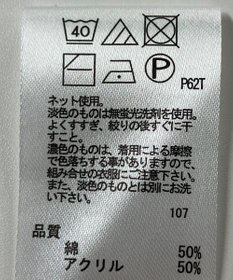 40
P
P62T
ネット使用。
淡色のものは無蛍光洗剤を使用。
よくすすぎ、絞りの後すぐに干
すこと。
濃色のものは、着用による摩擦
で色落ちする事がありますので、
組み合せの衣服にご注意下さい。
また、淡色のものとは別にお洗
い下さい。
107
品質
綿 50%
アクリル 50%